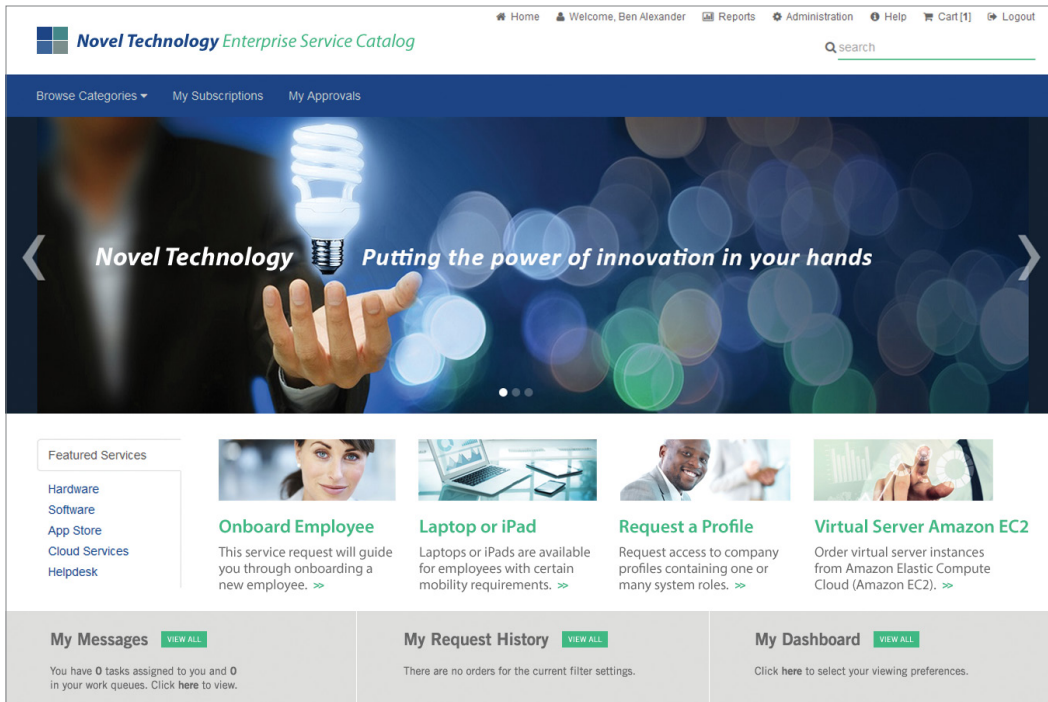 Home Welcome, Ben Alexander Reports Administration Help Cart [1] Logout
Novel Technology Enterprise Service Catalog
search
Browse Categories My Subscriptions My Approvals
Novel Technology Putting the power of innovation in your hands
Featured Services
Hardware
Software
App Store
Cloud Services
Helpdesk
Onboard Employee
This service request will guide
you through onboarding a
new employee. >>
Laptop or iPad
Laptops or iPads are available
for employees with certain
mobility requirements. >>
Request a Profile
Request access to company
profiles containing one or
many system roles. >>
Virtual Server Amazon EC2
Order virtual server instances
from Amazon Elastic Compute
Cloud (Amazon EC2). >>
My Messages VIEW ALL
You have 0 tasks assigned to you and 0
in your work queues. Click here to view.
My Request History VIEW ALL
There are no orders for the current filter settings.
My Dashboard VIEW ALL
Click here to select your viewing preferences.